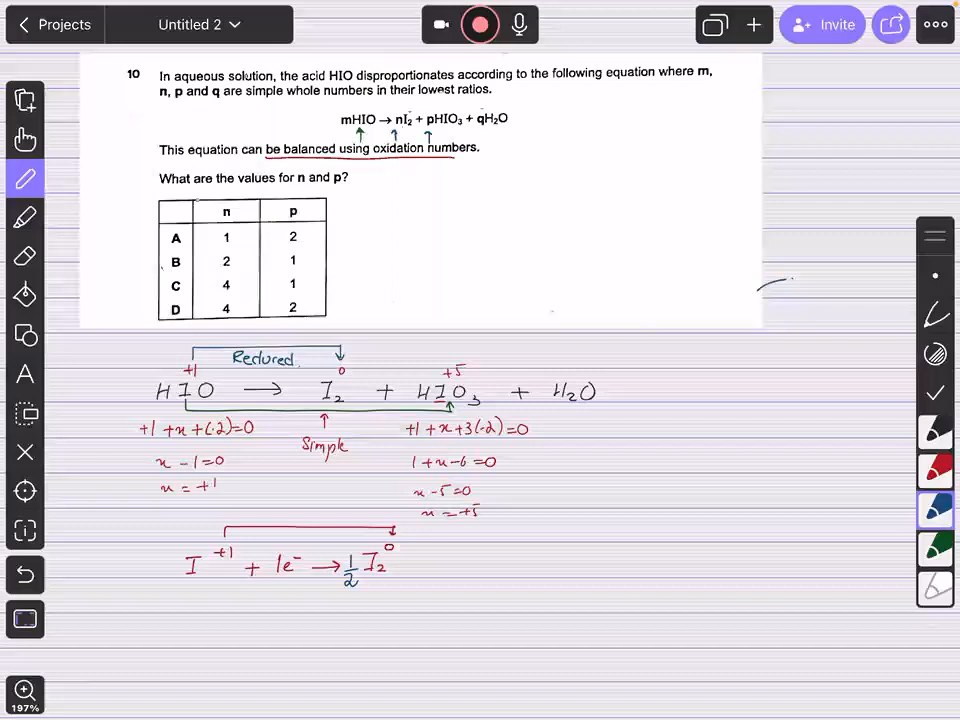 Projects
Untitled 2
Invite
10 In aqueous solution, the acid HIO disproportionates according to the following equation where m,
n, p and q are simple whole numbers in their lowest ratios.
mHIO → nI₂ + pHIO₃ + qH₂O
This equation can be balanced using oxidation numbers.
What are the values for n and p?
n p
A 1 2
B 2 1
C 4 1
D 4 2
Reduced
+1 0 +5
HIO → I₂ + HIO₃ + H₂O
+1 +x +(-2)=0 +1 +x+3(-2)=0
Simple
x -1=0 1+x-6=0
x = +1 x -5=0
x = +5
I⁺¹ + 1e⁻ → 1/2 I₂⁰
197%